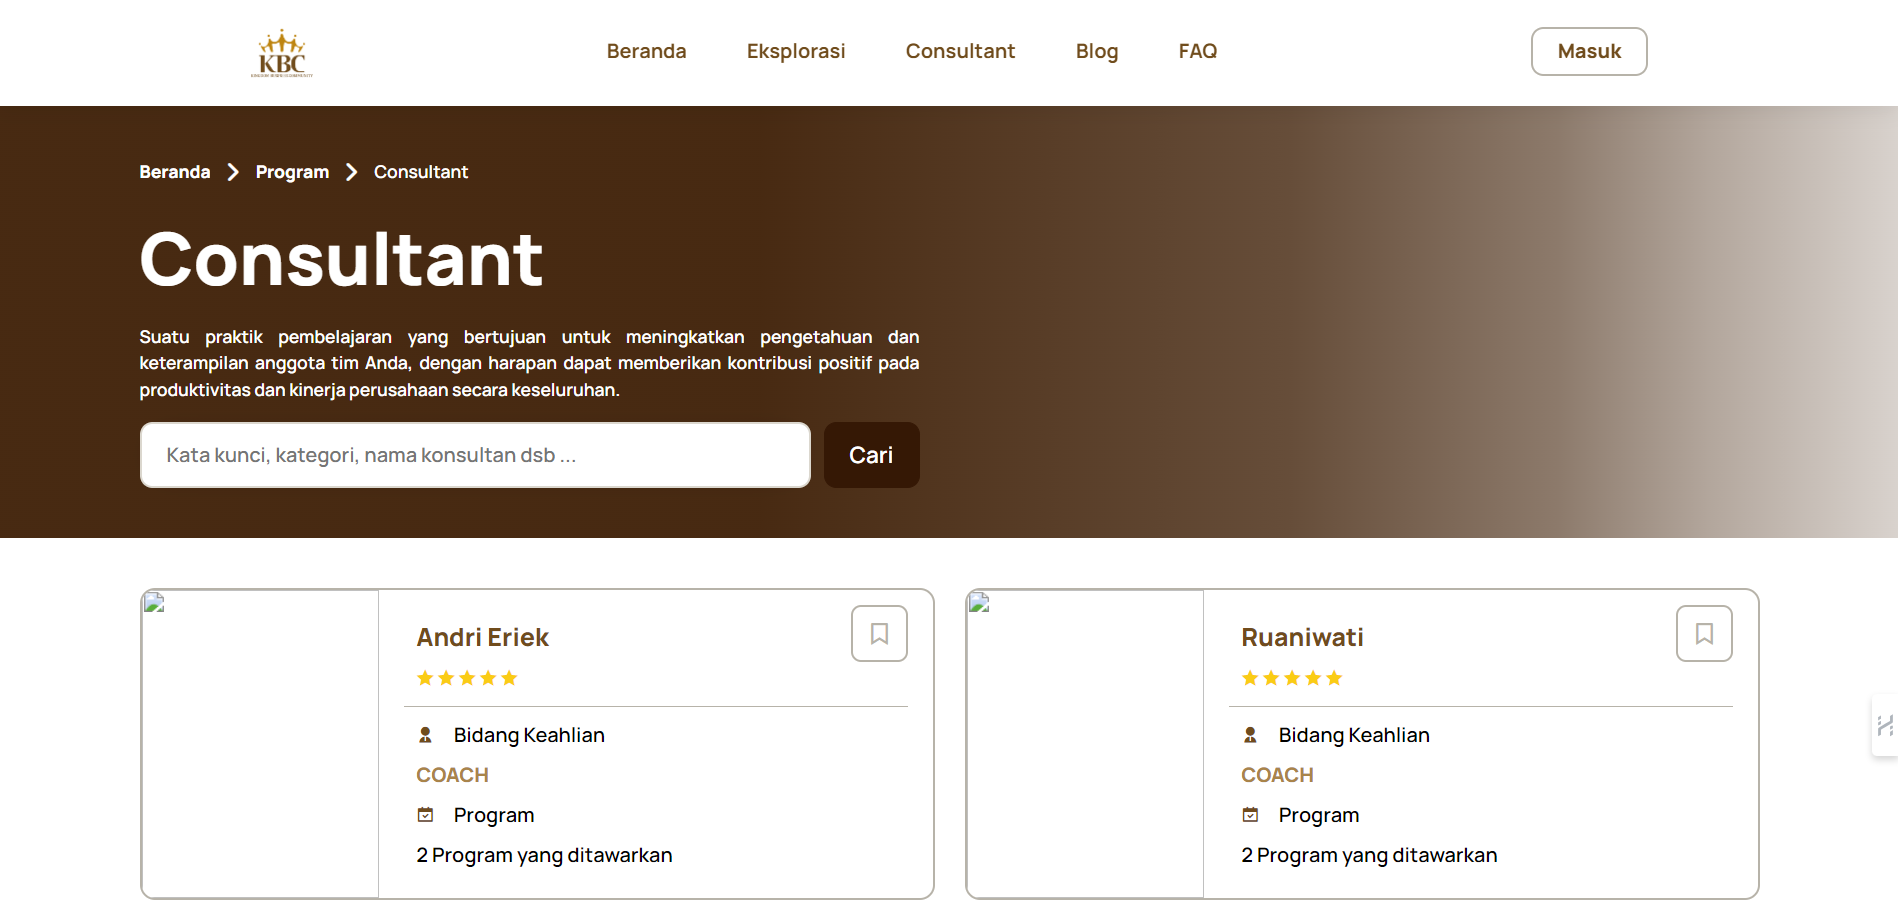 KBC
Beranda
Eksplorasi
Consultant
Blog
FAQ
Masuk
Beranda
Program
Consultant
Consultant
Suatu praktik pembelajaran yang bertujuan untuk meningkatkan pengetahuan dan
keterampilan anggota tim Anda, dengan harapan dapat memberikan kontribusi positif pada
produktivitas dan kinerja perusahaan secara keseluruhan.
Kata kunci, kategori, nama konsultan dsb ...
Cari
Andri Eriek
Bidang Keahlian
COACH
Program
2 Program yang ditawarkan
Ruaniwati
Bidang Keahlian
COACH
Program
2 Program yang ditawarkan